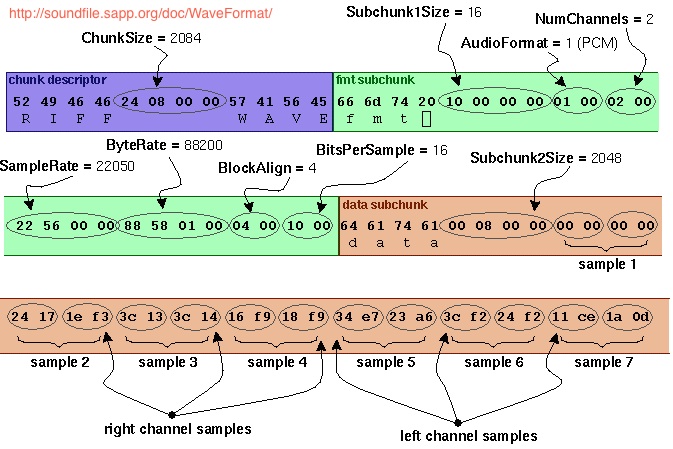 http://soundfile.sapp.org/doc/WaveFormat/
Subchunk1Size = 16
NumChannels = 2
ChunkSize = 2084
AudioFormat = 1 (PCM)
chunk descriptor
fmt subchunk
52 49 46 46 24 08 00 00 57 41 56 45 66 6d 74 20 10 00 00 00 01 00 02 00
R I F F W A V E f m t
ByteRate = 88200
SampleRate = 22050
BlockAlign = 4
BitsPerSample = 16
Subchunk2Size = 2048
data subchunk
22 56 00 00 88 58 01 00 04 00 10 00 64 61 74 61 00 08 00 00 00 00 00 00
d a t a
sample 1
24 17 1e f3 3c 13 3c 14 16 f9 18 f9 34 e7 23 a6 3c f2 24 f2 11 ce 1a 0d
sample 2 sample 3 sample 4 sample 5 sample 6 sample 7
right channel samples
left channel samples